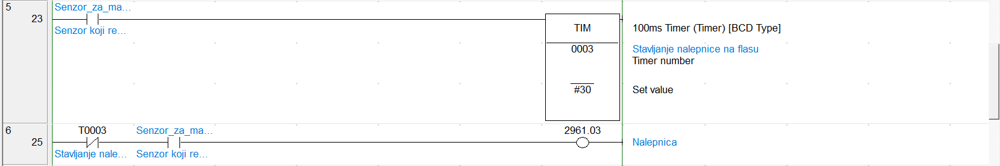 5
Senzor_za_ma...
23
Senzor koji re...
TIM
100ms Timer (Timer) [BCD Type]
0003
Stavljanje nalepnice na flasu
Timer number
#30
Set value
6
T0003
Senzor_za_ma...
2961.03
25
Nalepnica
Stavljanje nale...
Senzor koji re...